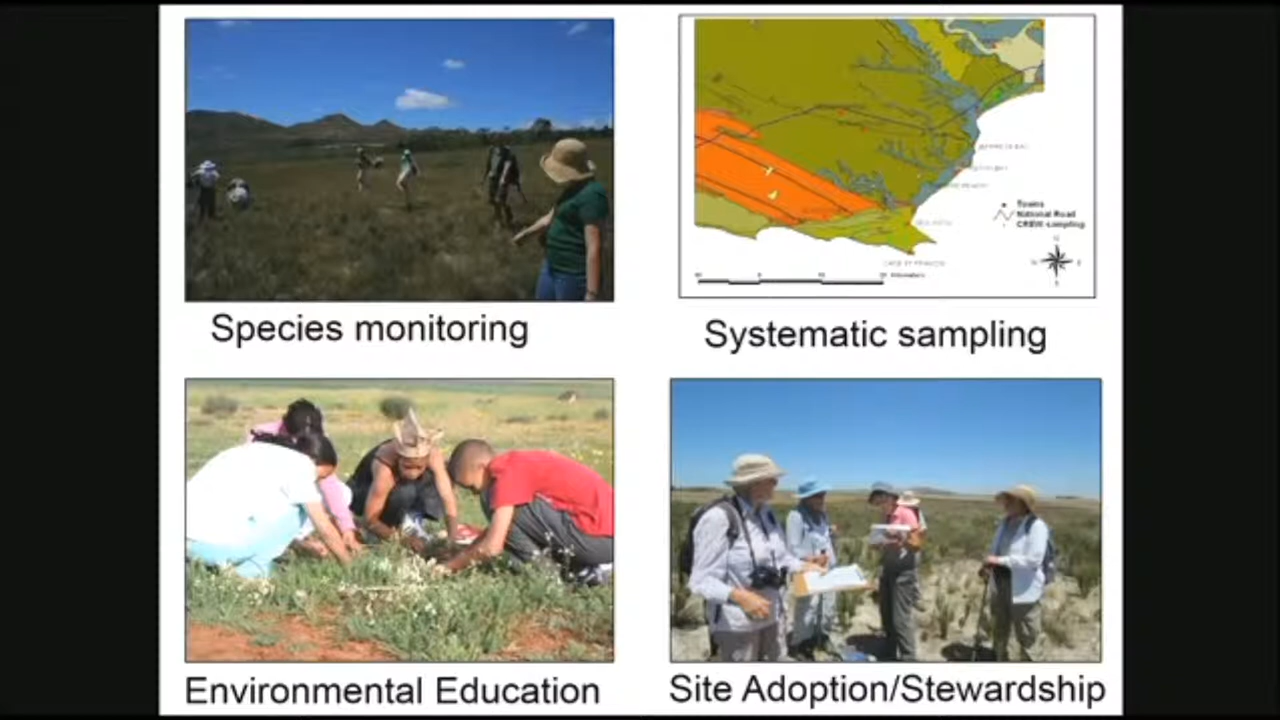 Towns
National Road
CREW sampling
Species monitoring
Systematic sampling
Environmental Education
Site Adoption/Stewardship